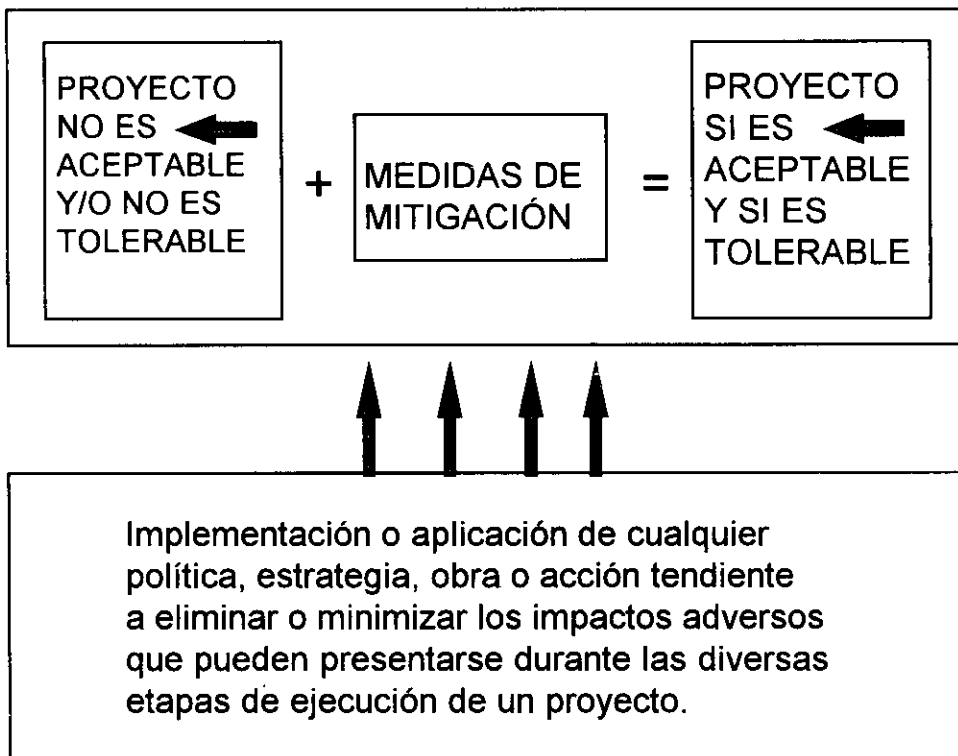 PROYECTO
NO ES
ACEPTABLE
Y/O NO ES
TOLERABLE
+
MEDIDAS DE
MITIGACIÓN
=
PROYECTO
SI ES
ACEPTABLE
Y SI ES
TOLERABLE
Implementación o aplicación de cualquier
política, estrategia, obra o acción tendiente
a eliminar o minimizar los impactos adversos
que pueden presentarse durante las diversas
etapas de ejecución de un proyecto.